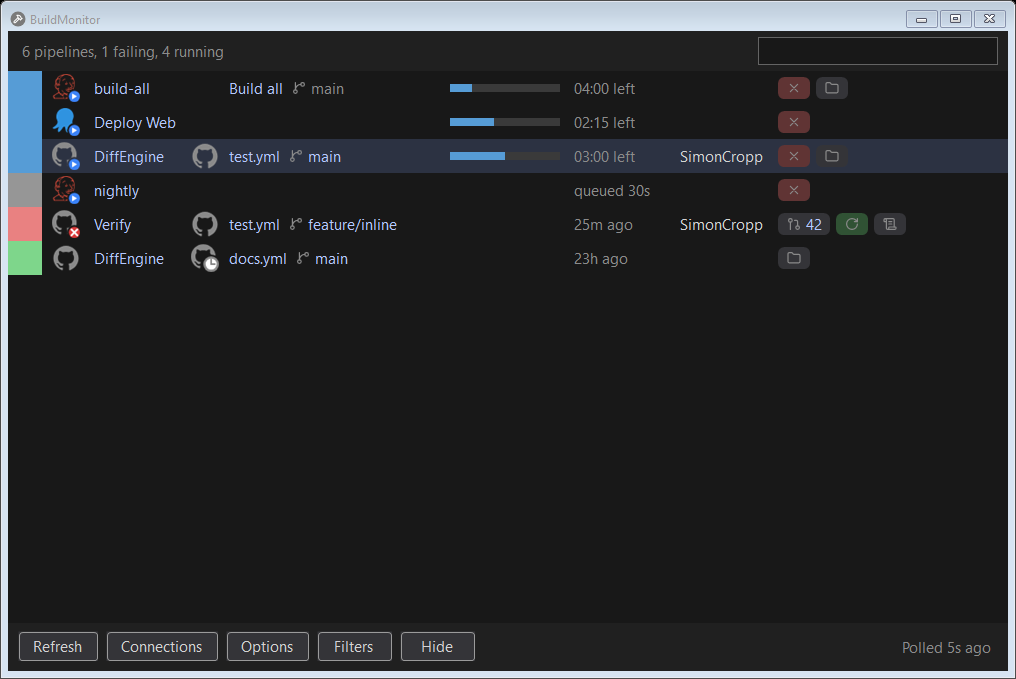 BuildMonitor
6 pipelines, 1 failing, 4 running
build-all Build all main 04:00 left
Deploy Web 02:15 left
DiffEngine test.yml main 03:00 left SimonCropp
nightly queued 30s
Verify test.yml feature/inline 25m ago SimonCropp 42
DiffEngine docs.yml main 23h ago
Refresh Connections Options Filters Hide Polled 5s ago